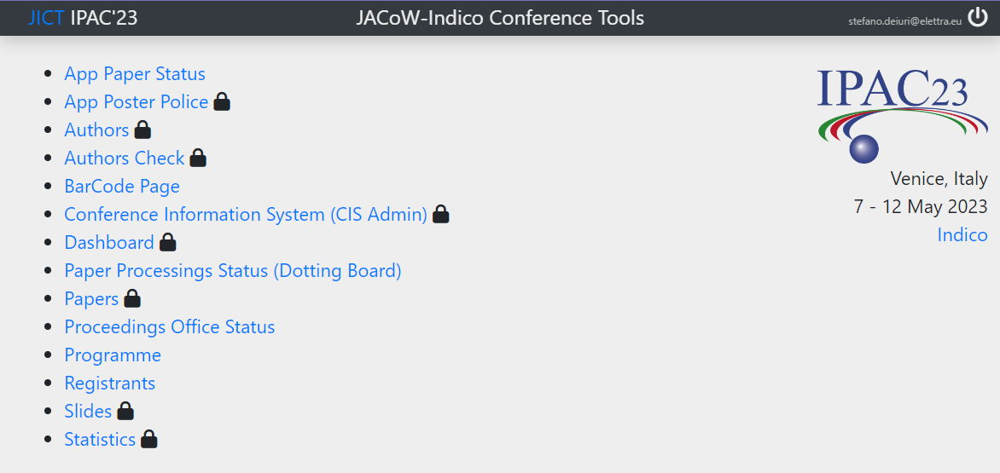 JICT IPAC'23
JACoW-Indico Conference Tools
stefano.deiuri@elettra.eu
App Paper Status
App Poster Police
Authors
Authors Check
BarCode Page
Conference Information System (CIS Admin)
Dashboard
Paper Processings Status (Dotting Board)
Papers
Proceedings Office Status
Programme
Registrants
Slides
Statistics
IPAC23
Venice, Italy
7 - 12 May 2023
Indico